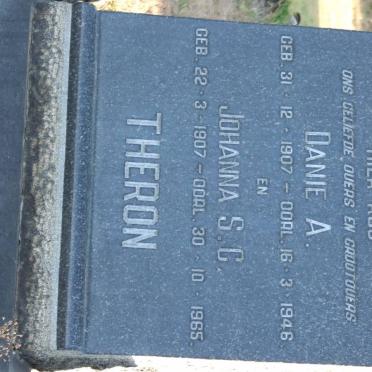 ONS GELIEFDE OUERS EN GROOTOUERS
DANIE A.
GEB. 31 · 12 · 1907 – OORL. 16 · 3 1946
EN
JOHANNA S. C.
GEB. 22 · 3 · 1907 – OORL. 30 · 10 1985
THERON